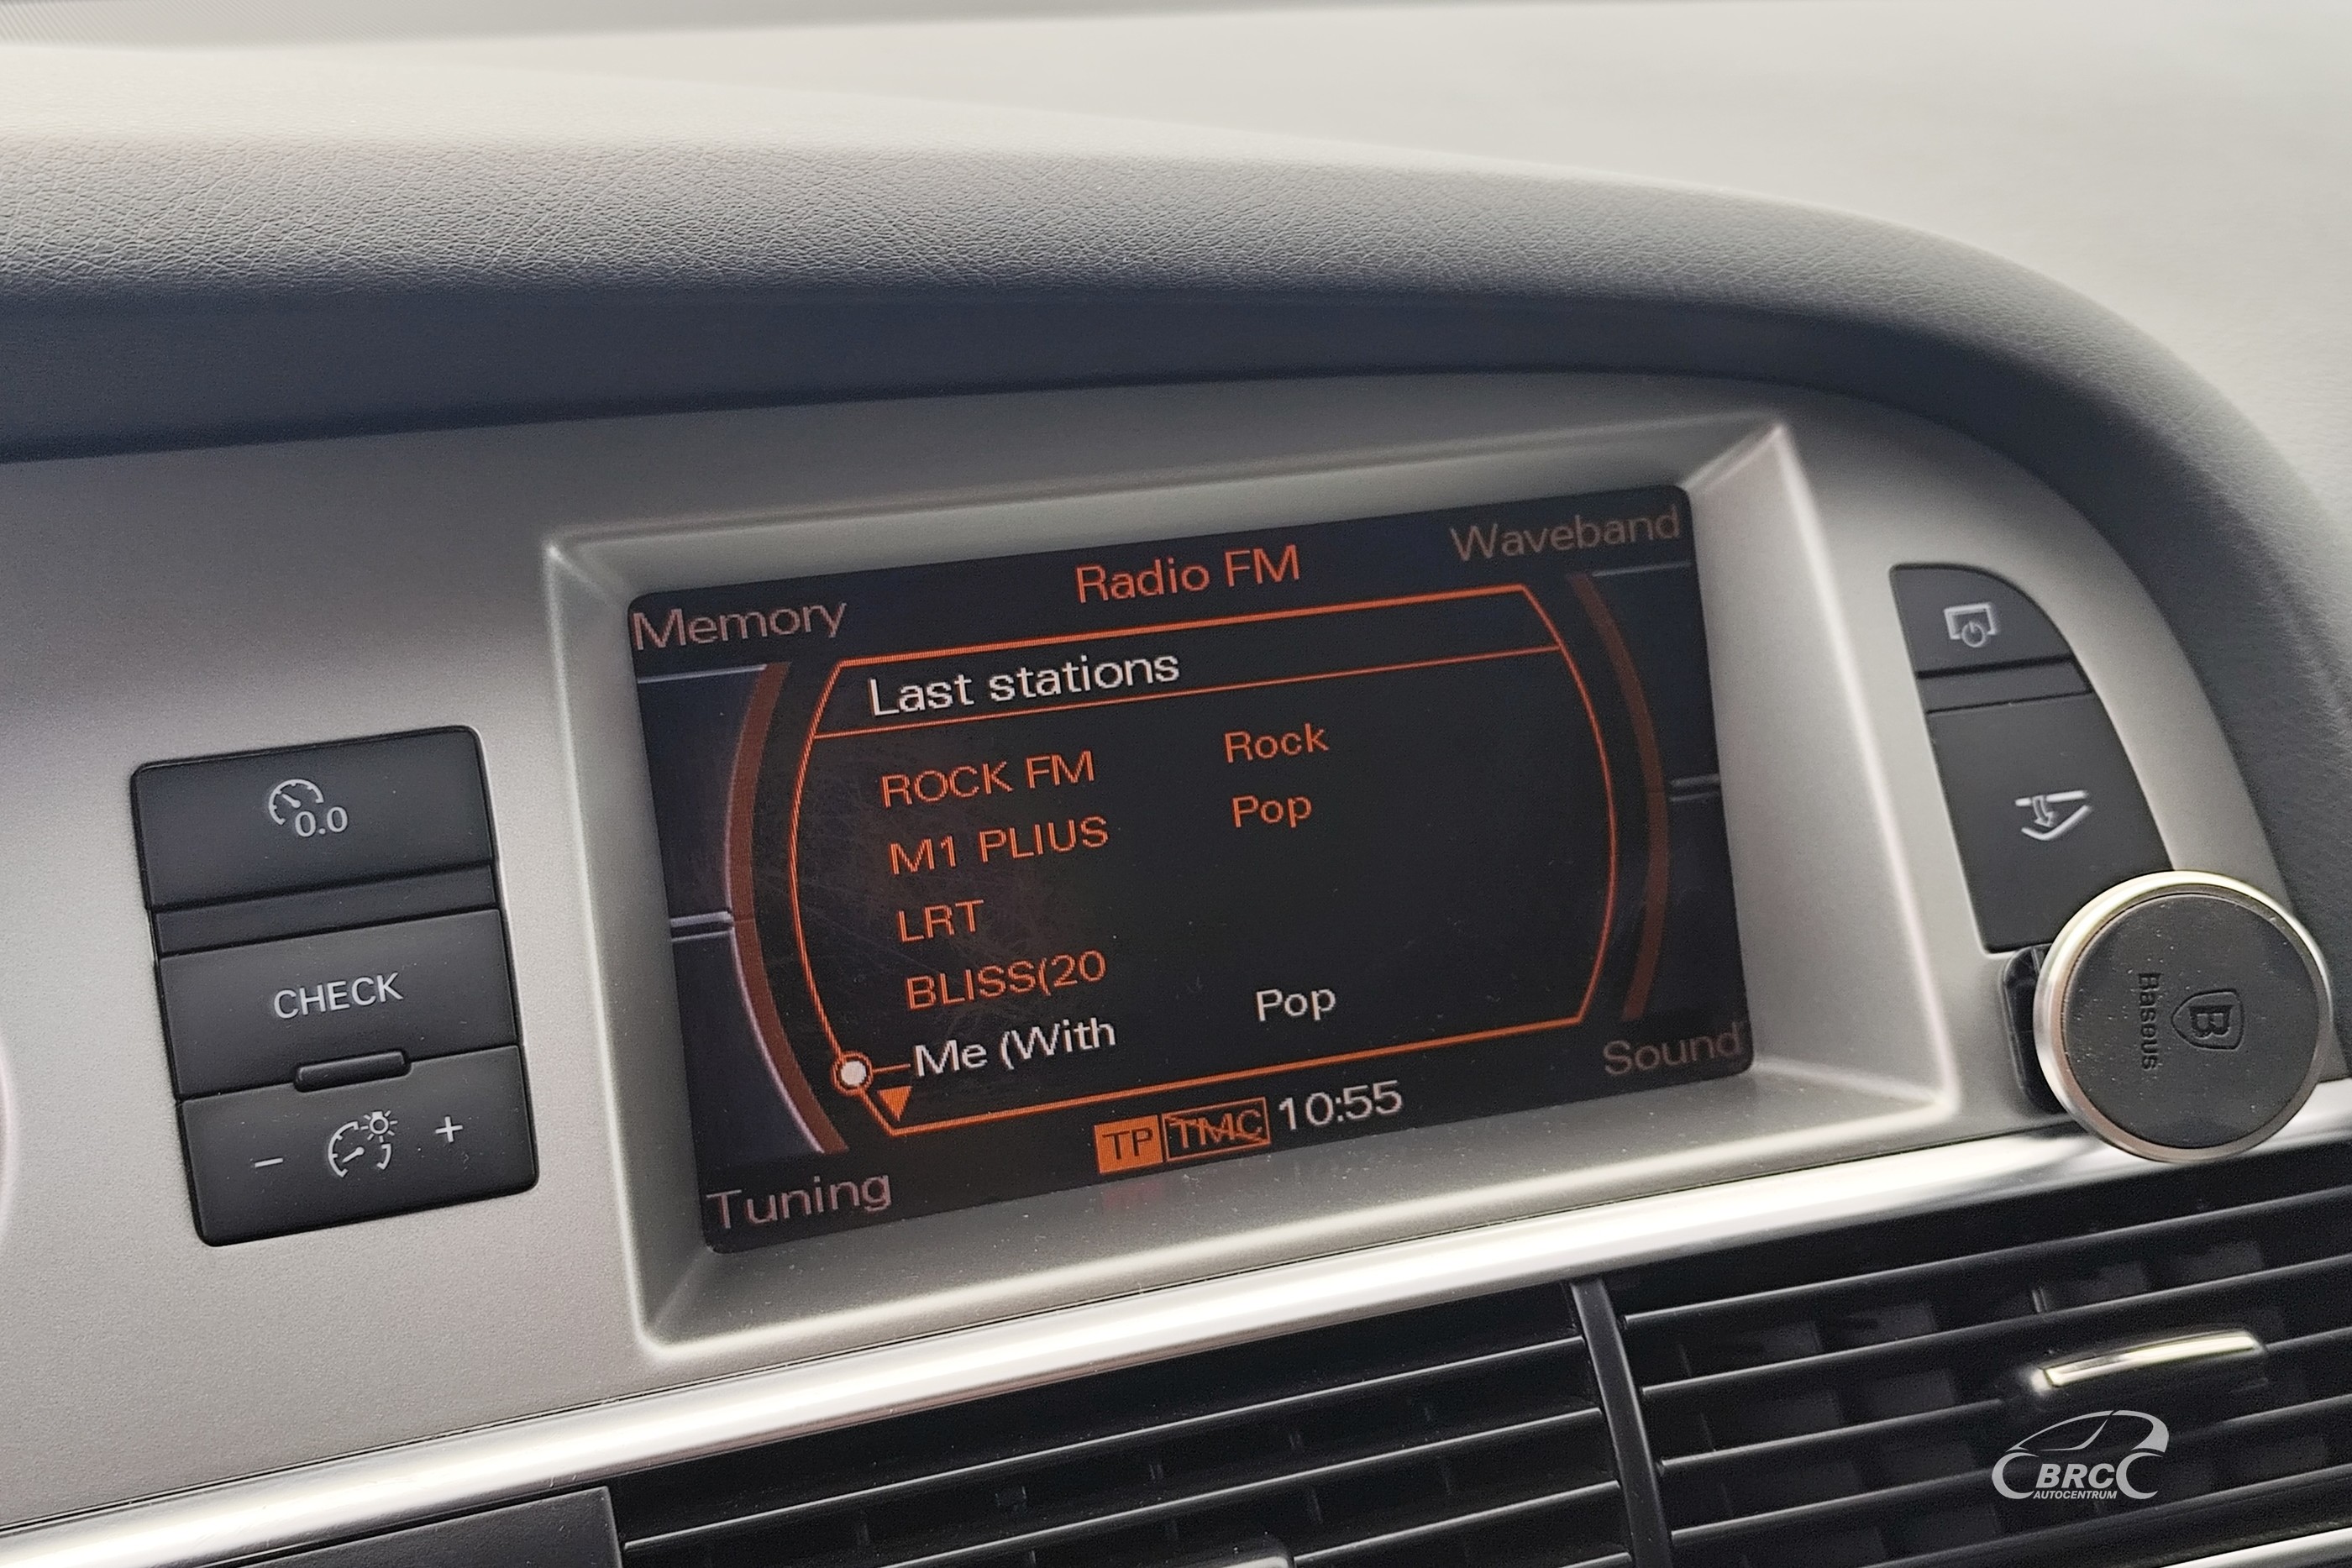 Memory
Radio FM
Waveband
Last stations
ROCK FM Rock
M1 PLIUS Pop
LRT
BLISS(20
Me (With Pop
TP TMC 10:55
Tuning
Sound
0.0
CHECK
- +
B
Baseus
BRC
AUTOCENTRUM